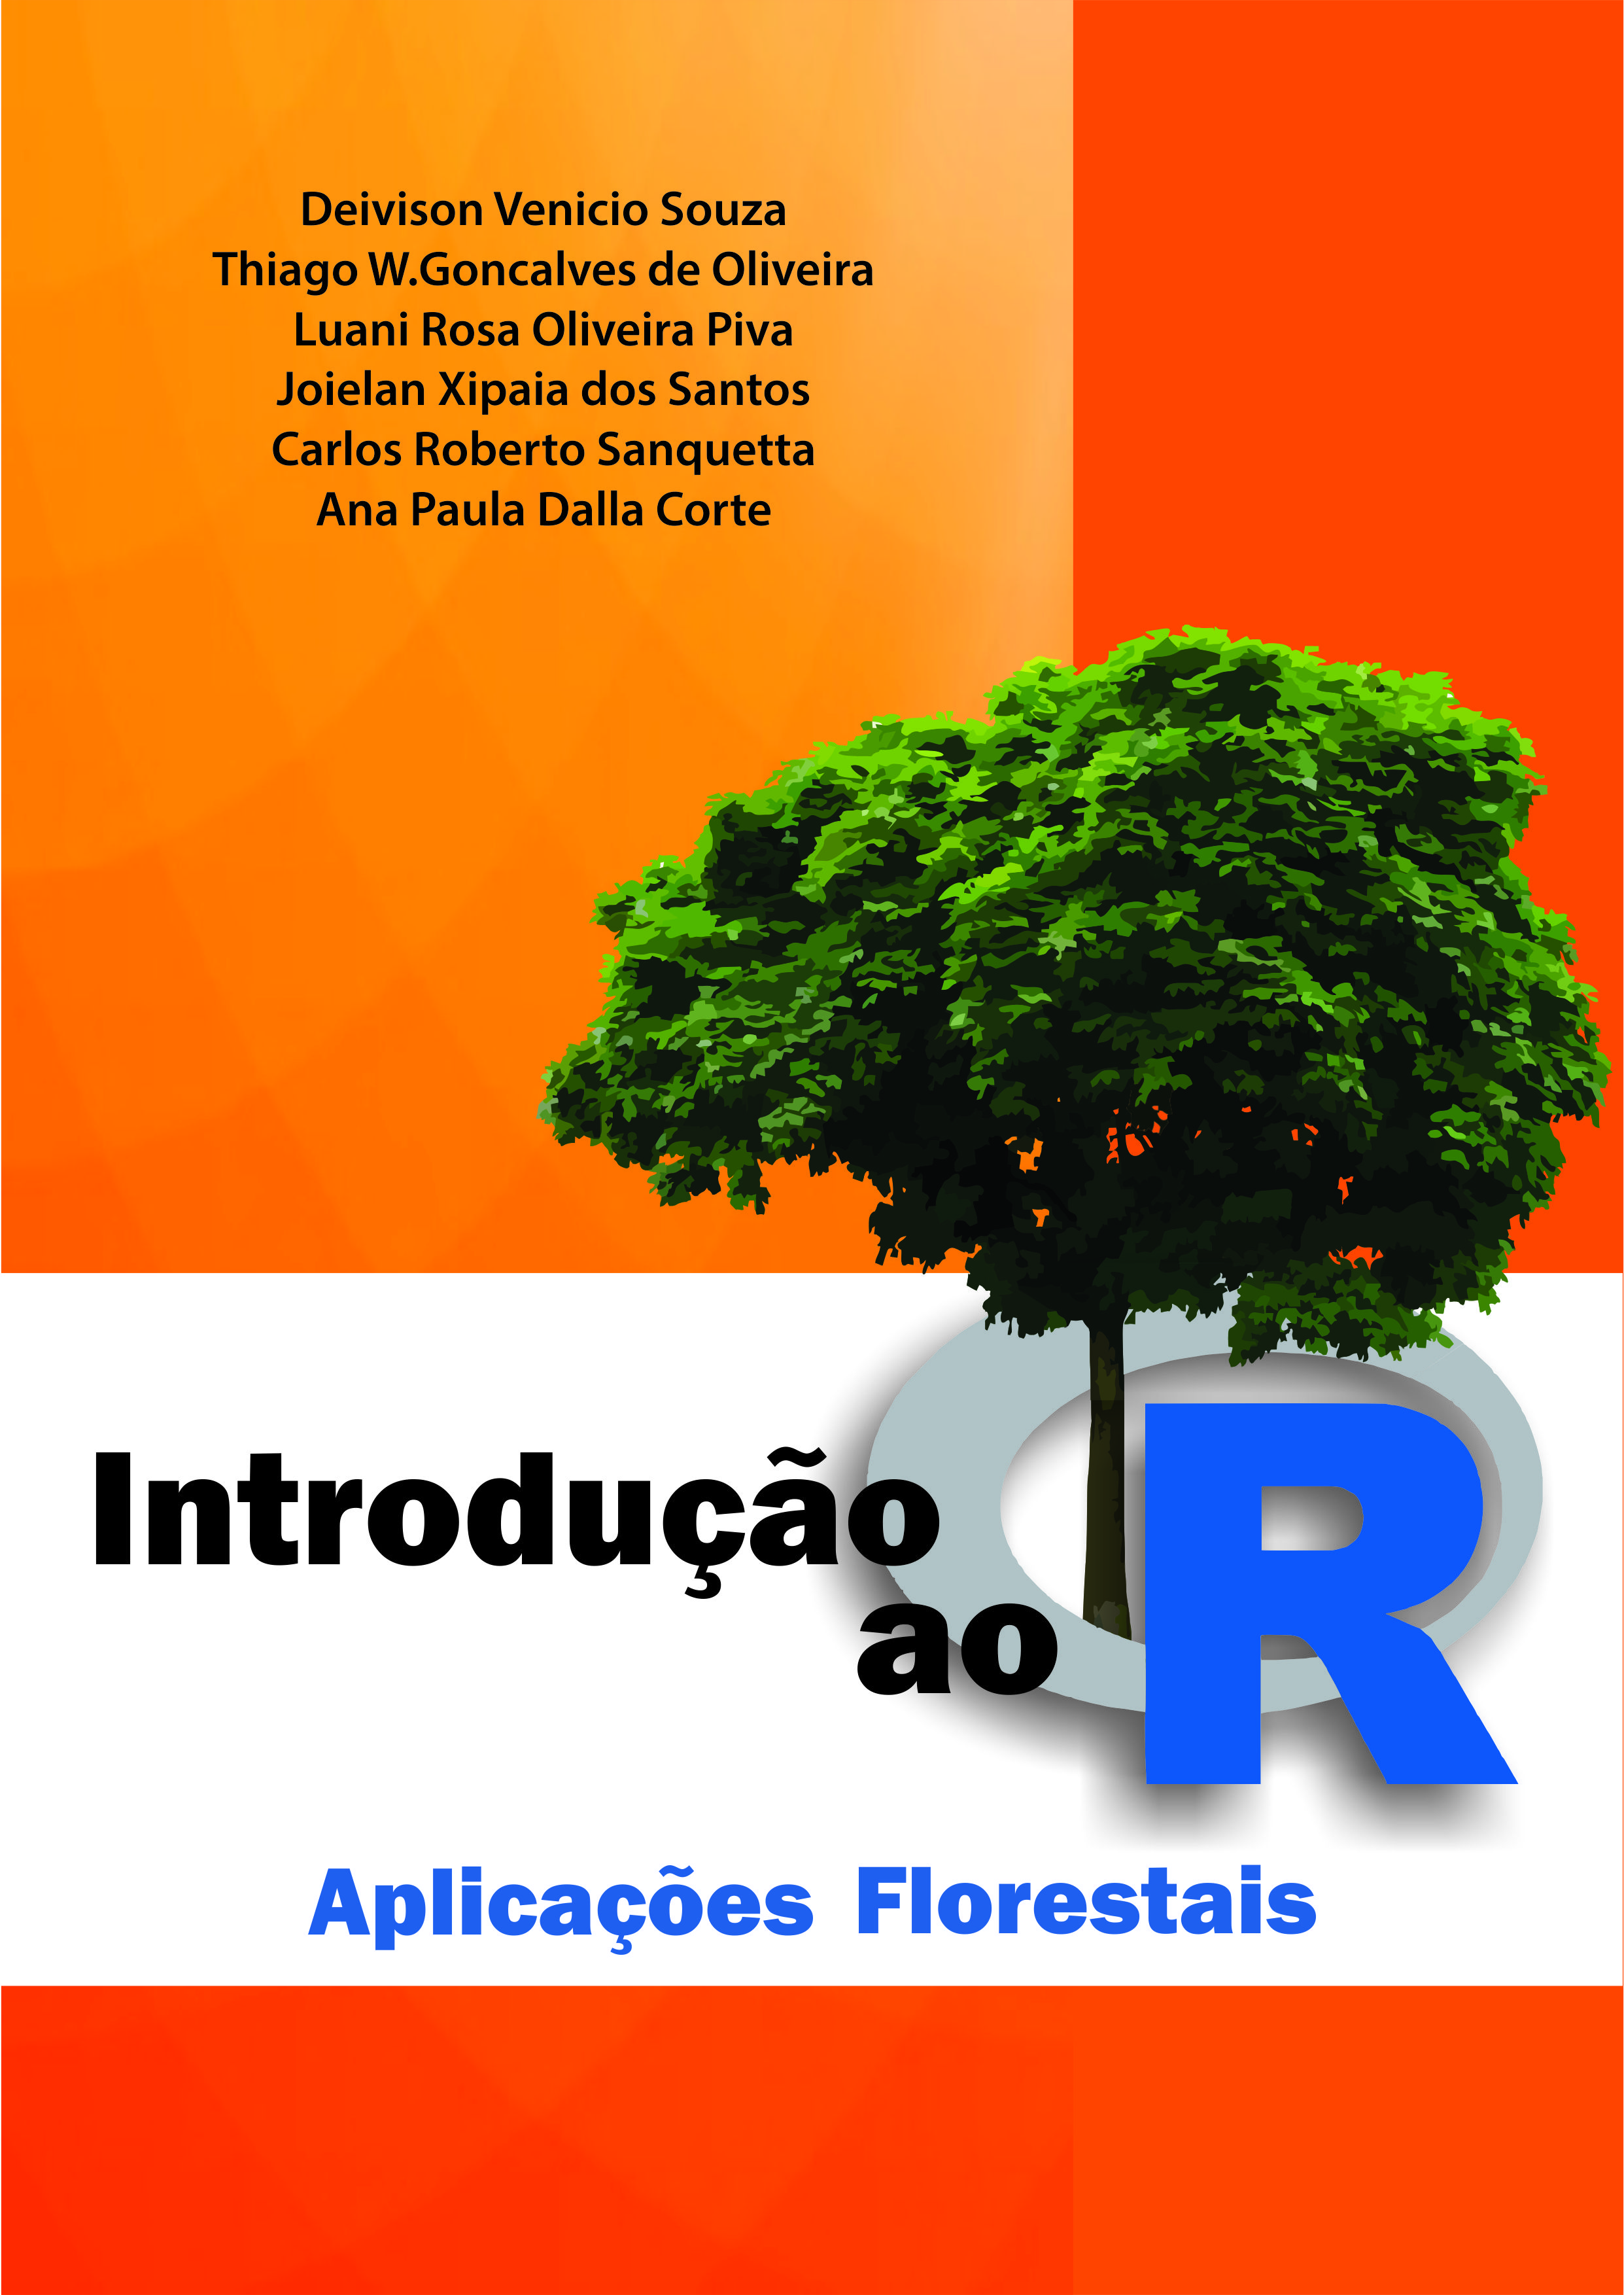 Deivison Venicio Souza
Thiago W.Goncalves de Oliveira
Luani Rosa Oliveira Piva
Joielan Xipaia dos Santos
Carlos Roberto Sanquetta
Ana Paula Dalla Corte
Introdução
ao R
Aplicações Florestais